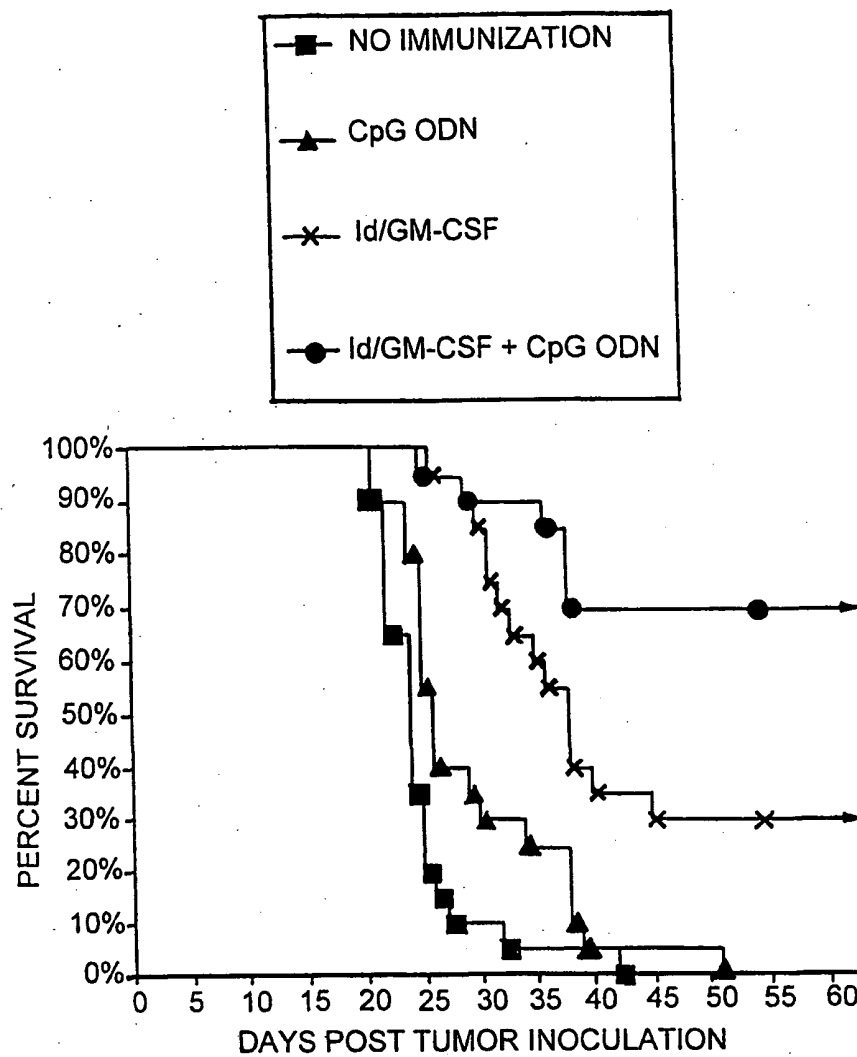 NO IMMUNIZATION
CpG ODN
Id/GM-CSF
Id/GM-CSF + CpG ODN
100%
90%
80%
70%
60%
50%
40%
30%
20%
10%
0%
PERCENT SURVIVAL
0 5 10 15 20 25 30 35 40 45 50 55 60
DAYS POST TUMOR INOCULATION